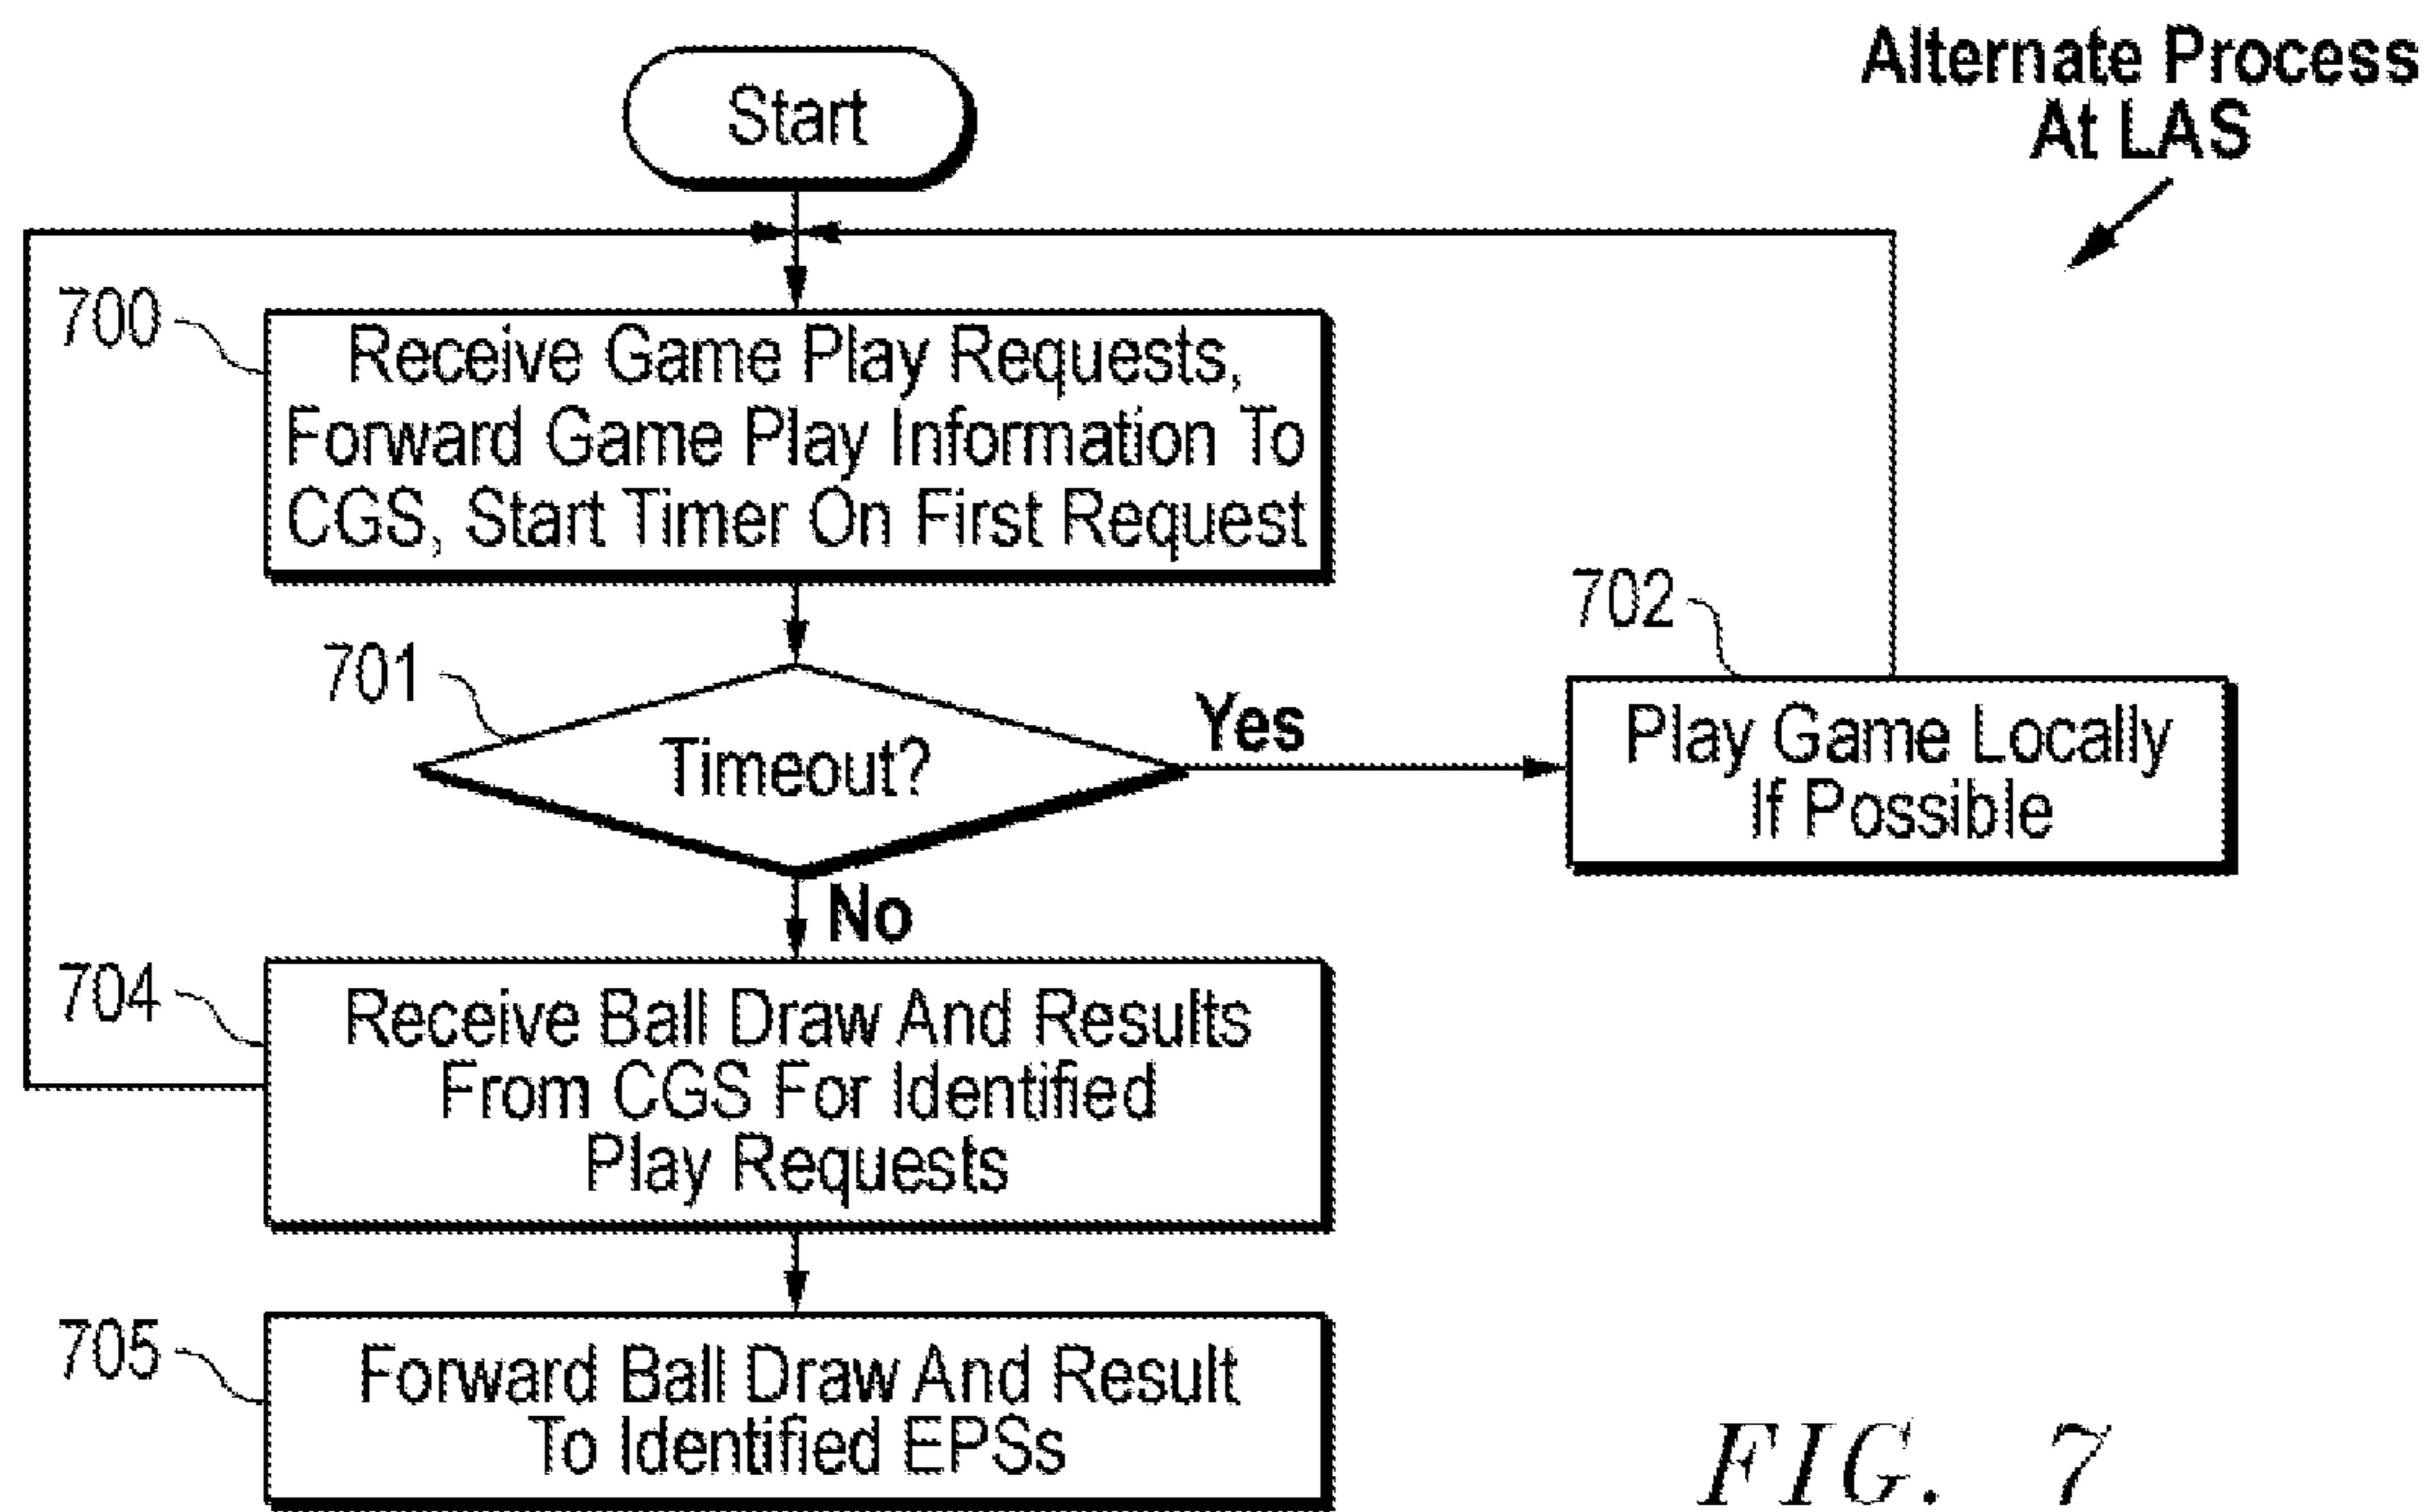 Alternate Process
At LAS
Start
700
Receive Game Play Requests,
Forward Game Play Information To
CGS, Start Timer On First Request
701
Timeout?
Yes
702
Play Game Locally
If Possible
No
704
Receive Ball Draw And Results
From CGS For Identified
Play Requests
705
Forward Ball Draw And Result
To Identified EPSs
FIG. 7